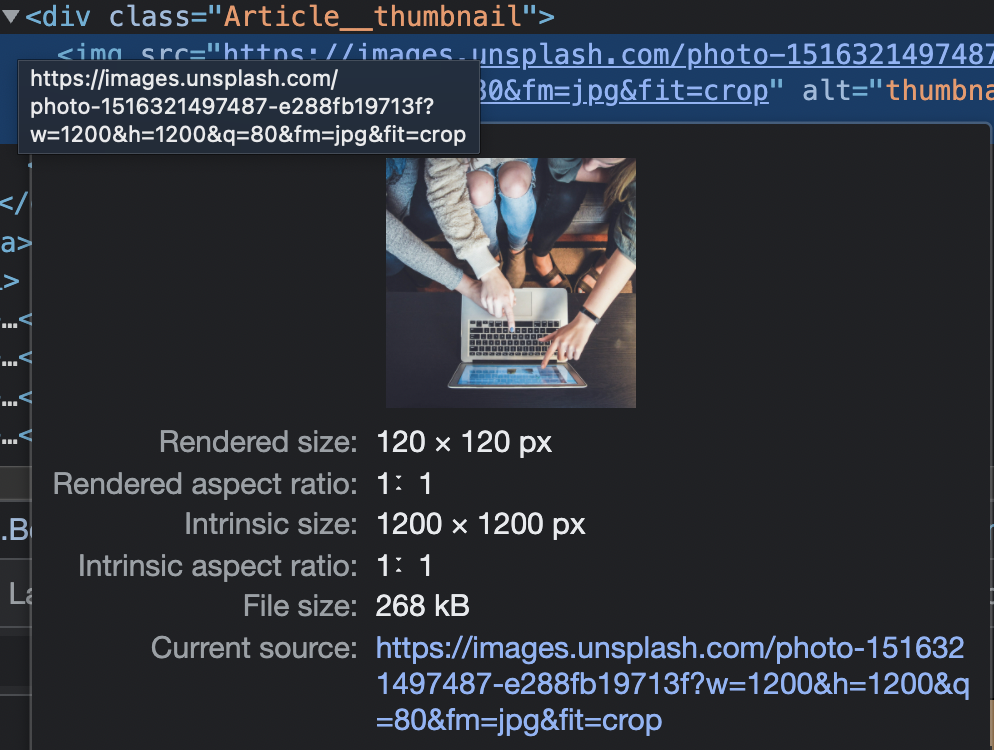 ▼<div class="Article__thumbnail">
<img src="https://images.unsplash.com/photo-1516321497487
80&fm=jpg&fit=crop" alt="thumbna
https://images.unsplash.com/
photo-1516321497487-e288fb19713f?
w=1200&h=1200&q=80&fm=jpg&fit=crop
</
a>
>
…<
…<
…<
…<
.B
La
Rendered size: 120 × 120 px
Rendered aspect ratio: 1∶1
Intrinsic size: 1200 × 1200 px
Intrinsic aspect ratio: 1∶1
File size: 268 kB
Current source: https://images.unsplash.com/photo-151632
1497487-e288fb19713f?w=1200&h=1200&q
=80&fm=jpg&fit=crop